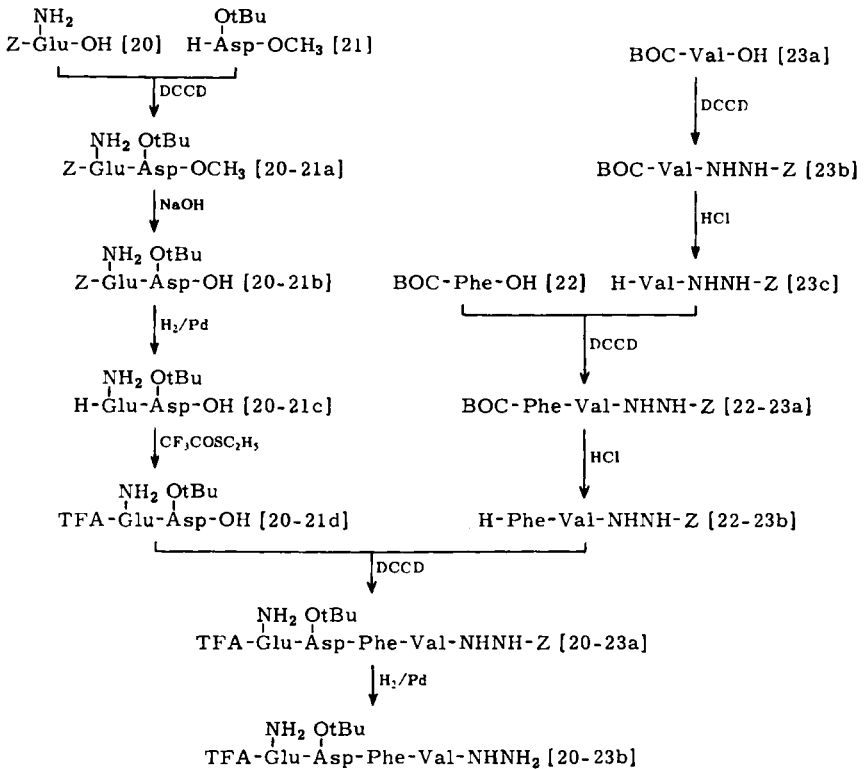 NH₂
OtBu
Z-Glu-OH [20]
H-Asp-OCH₃ [21]
BOC-Val-OH [23a]
DCCD
DCCD
NH₂ OtBu
Z-Glu-Asp-OCH₃ [20-21a]
BOC-Val-NHNH-Z [23b]
NaOH
HCl
NH₂ OtBu
Z-Glu-Asp-OH [20-21b]
BOC-Phe-OH [22]
H-Val-NHNH-Z [23c]
H₂/Pd
DCCD
NH₂ OtBu
H-Glu-Asp-OH [20-21c]
BOC-Phe-Val-NHNH-Z [22-23a]
CF₃COSC₂H₅
HCl
NH₂ OtBu
TFA-Glu-Asp-OH [20-21d]
H-Phe-Val-NHNH-Z [22-23b]
DCCD
NH₂ OtBu
TFA-Glu-Asp-Phe-Val-NHNH-Z [20-23a]
H₂/Pd
NH₂ OtBu
TFA-Glu-Asp-Phe-Val-NHNH₂ [20-23b]